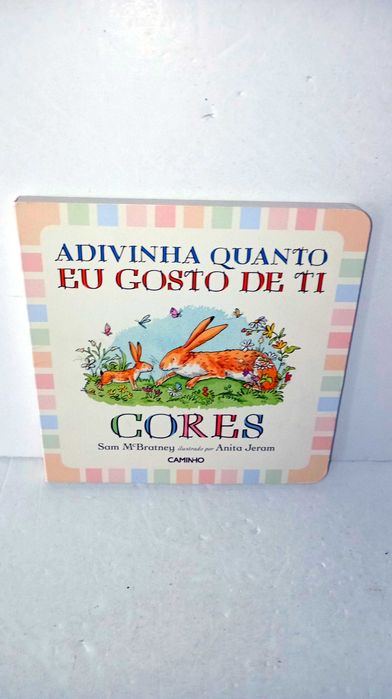 ADIVINHA QUANTO
EU GOSTO DE TI
CORES
Sam McBratney ilustrado por Anita Jeram
CAMINHO